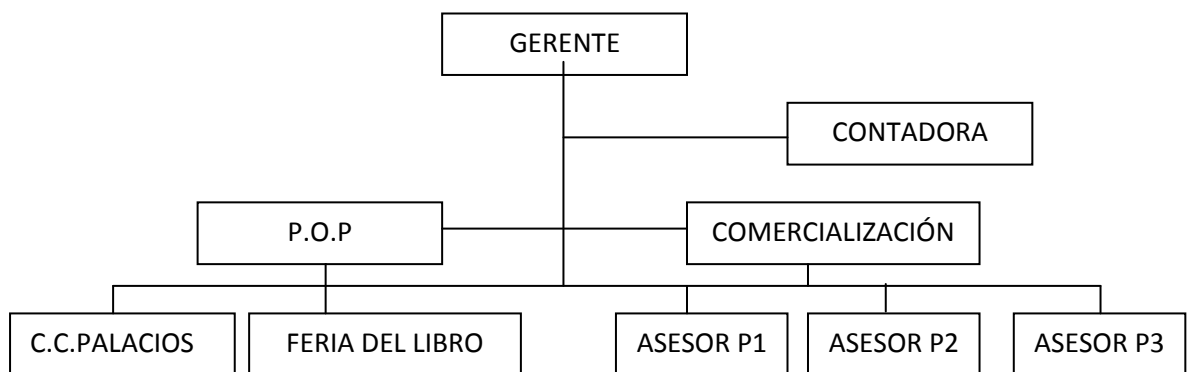 GERENTE
CONTADORA
P.O.P
COMERCIALIZACIÓN
C.C.PALACIOS
FERIA DEL LIBRO
ASESOR P1
ASESOR P2
ASESOR P3